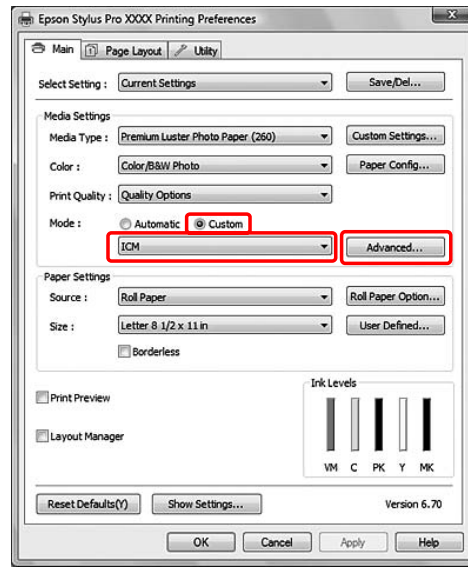 Epson Stylus Pro XXXX Printing Preferences
Main Page Layout Utility
Select Setting : Current Settings Save/Del...
Media Settings
Media Type : Premium Luster Photo Paper (260) Custom Settings...
Color : Color/B&W Photo Paper Config...
Print Quality : Quality Options
Mode : Automatic Custom
ICM Advanced...
Paper Settings
Source : Roll Paper Roll Paper Option...
Size : Letter 8 1/2 x 11 in User Defined...
Borderless
Print Preview
Layout Manager
Ink Levels
VM C PK Y MK
Reset Defaults(Y) Show Settings... Version 6.70
OK Cancel Apply Help